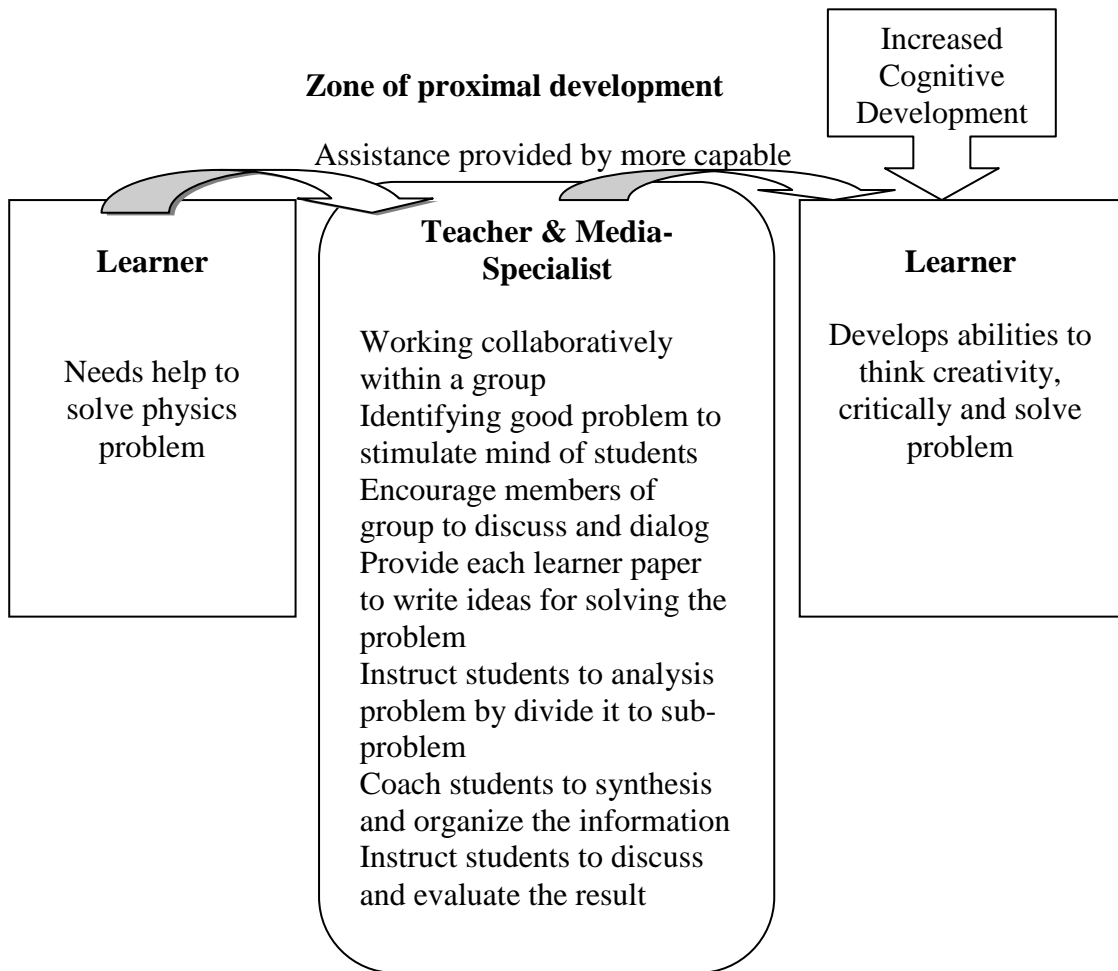 Increased
Cognitive
Development
Zone of proximal development
Assistance provided by more capable
Learner
Needs help to
solve physics
problem
Teacher & Media-
Specialist
Working collaboratively
within a group
Identifying good problem to
stimulate mind of students
Encourage members of
group to discuss and dialog
Provide each learner paper
to write ideas for solving the
problem
Instruct students to analysis
problem by divide it to sub-
problem
Coach students to synthesis
and organize the information
Instruct students to discuss
and evaluate the result
Learner
Develops abilities to
think creativity,
critically and solve
problem